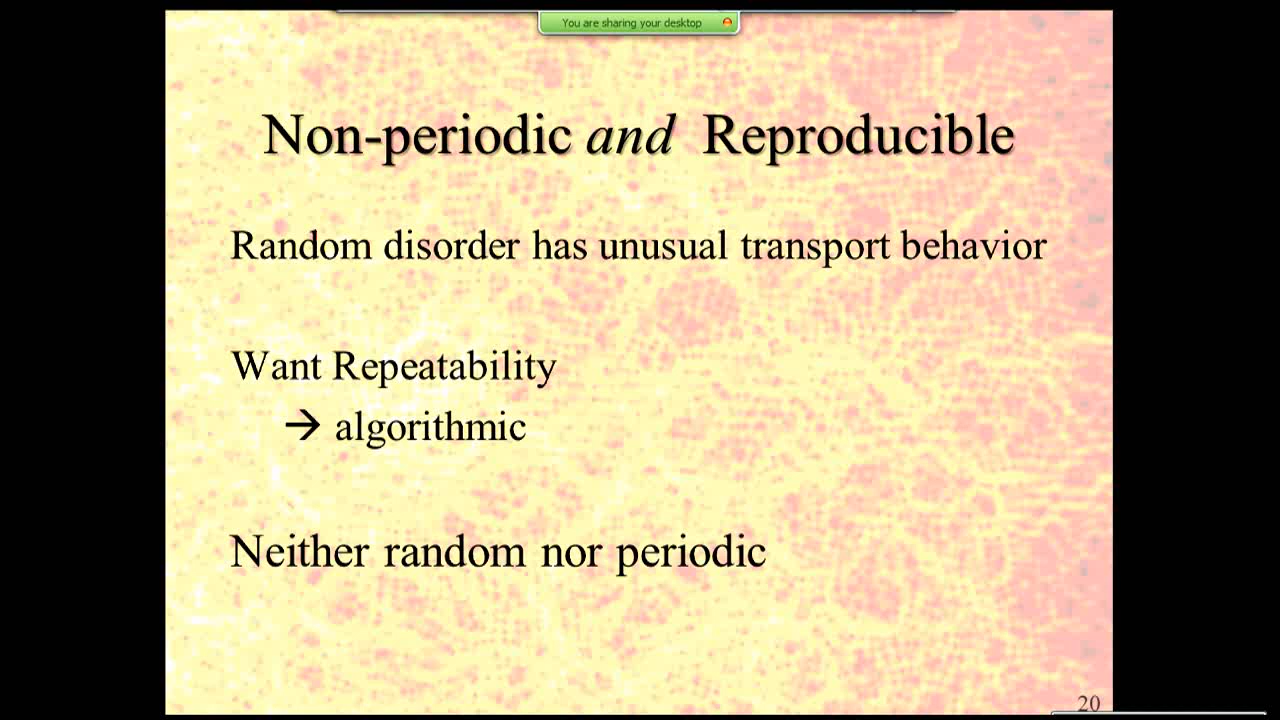 You are sharing your desktop
Non-periodic and Reproducible
Random disorder has unusual transport behavior
Want Repeatability
→ algorithmic
Neither random nor periodic
20